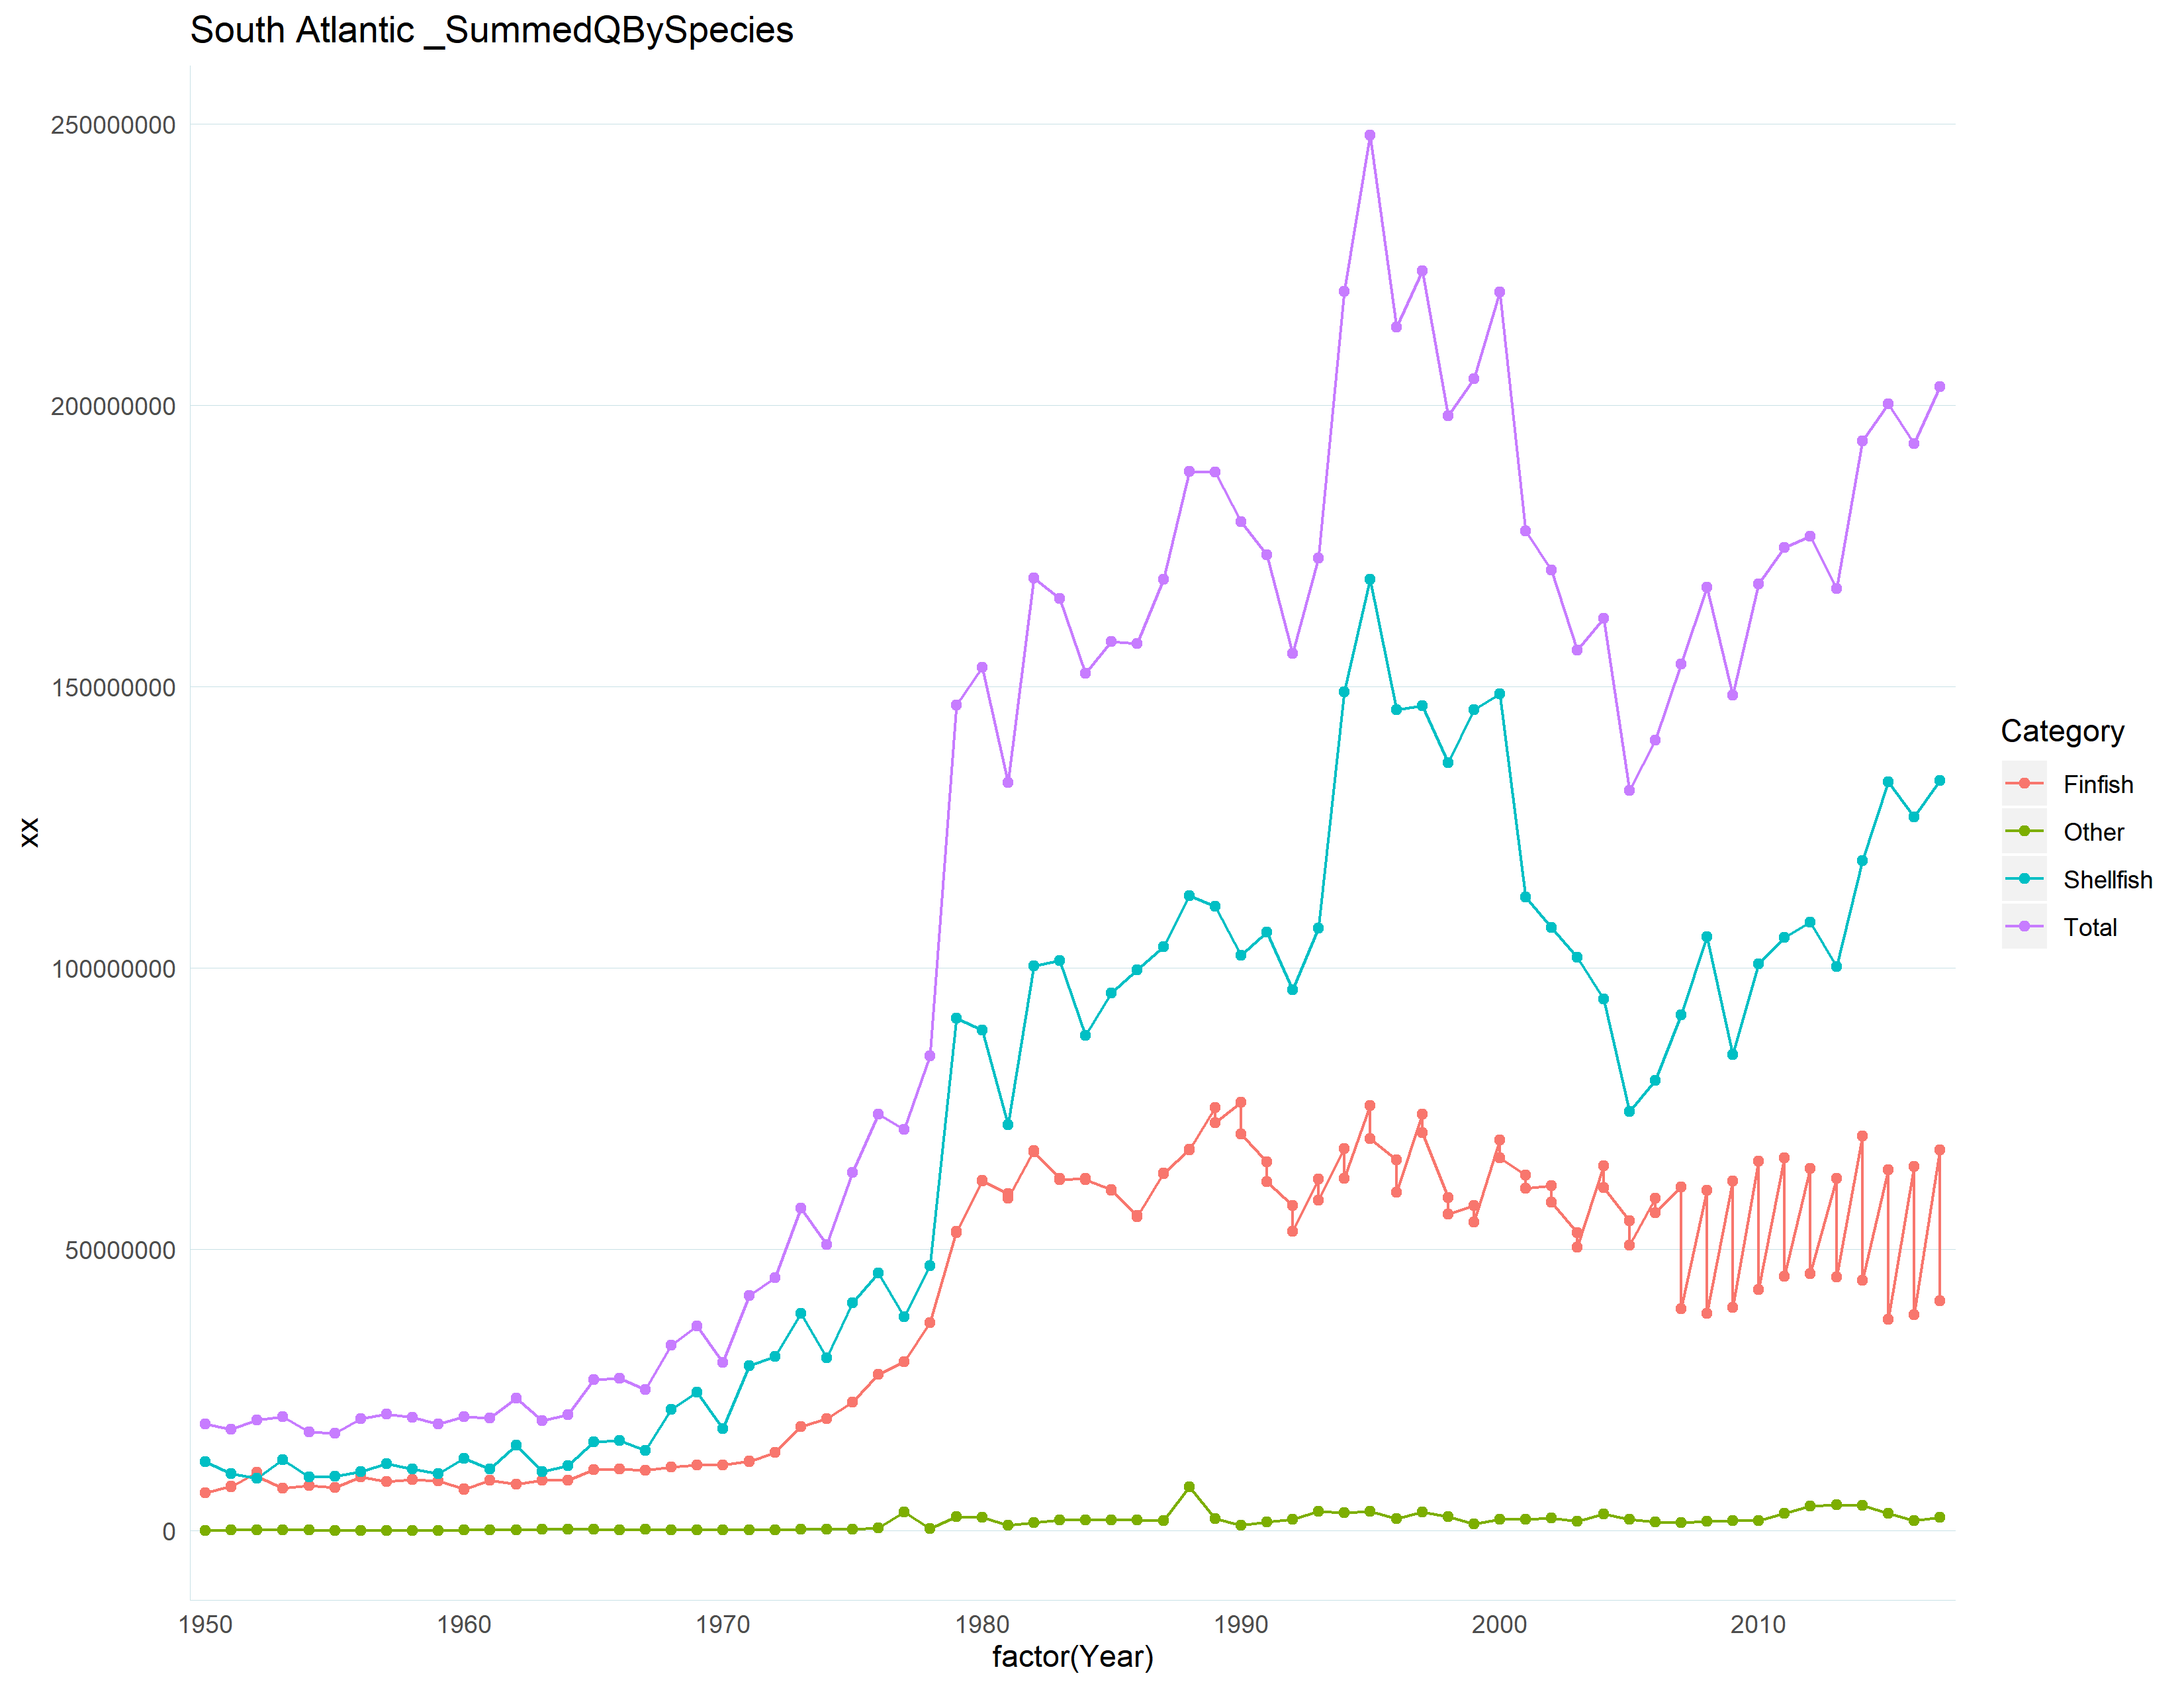 South Atlantic _SummedQBySpecies
250000000
200000000
150000000
100000000
50000000
0
xx
1950 1960 1970 1980 1990 2000 2010
factor(Year)
Category
Finfish
Other
Shellfish
Total